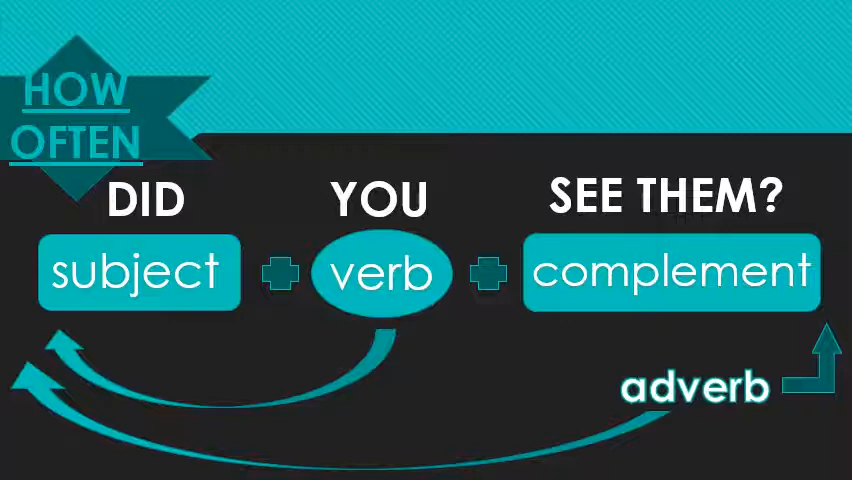 HOW
OFTEN
DID YOU SEE THEM?
subject verb complement
adverb